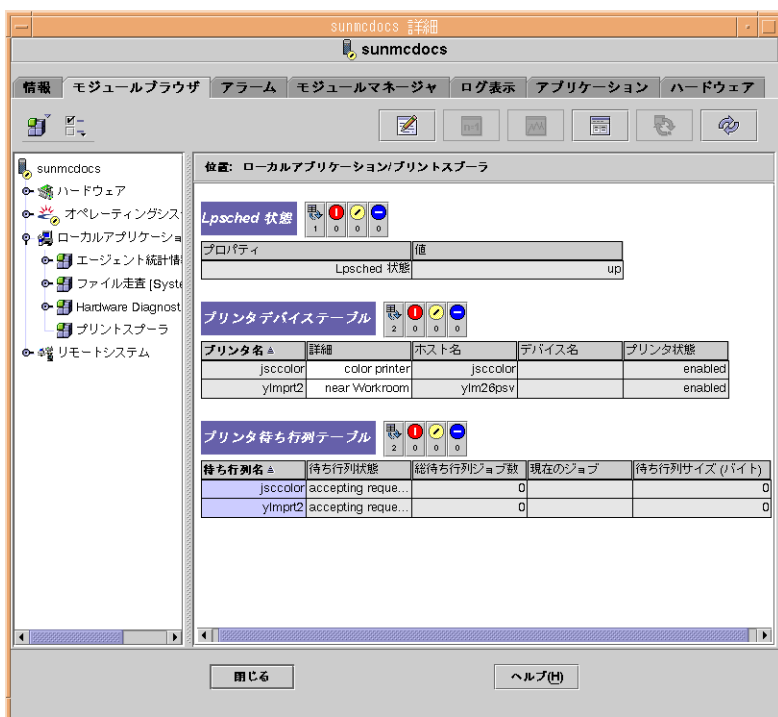 sunmcdocs 詳細
sunmcdocs
情報 モジュールブラウザ アラーム モジュールマネージャ ログ表示 アプリケーション ハードウェア
sunmcdocs
ハードウェア
オペレーティングシス
ローカルアプリケーショ
エージェント統計情
ファイル走査 [Syste
Hardware Diagnost
プリントスプーラ
リモートシステム
位置: ローカルアプリケーション/プリントスプーラ
Lpsched 状態
1 0 0 0
プロパティ 値
Lpsched 状態 up
プリンタデバイステーブル
2 0 0 0
プリンタ名 詳細 ホスト名 デバイス名 プリンタ状態
jsccolor color printer jsccolor enabled
ylmprt2 near Workroom ylm26psv enabled
プリンタ待ち行列テーブル
2 0 0 0
待ち行列名 待ち行列状態 総待ち行列ジョブ数 現在のジョブ 待ち行列サイズ (バイト)
jsccolor accepting reque... 0 0
ylmprt2 accepting reque... 0 0
閉じる ヘルプ(H)